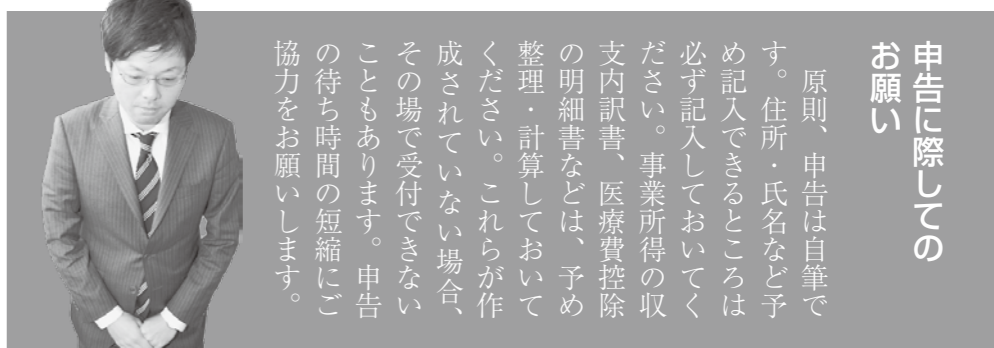 申告に際しての
お願い
原則、申告は自筆で
す。住所・氏名など予
め記入できるところは
必ず記入しておいてく
ださい。事業所得の収
支内訳書、医療費控除
の明細書などは、予め
整理・計算しておいて
ください。これらが作
成されていない場合、
その場で受付できない
こともあります。申告
の待ち時間の短縮にご
協力をお願いします。